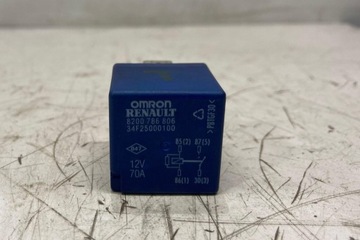 OMRON
RENAULT
8200 786 606
34F25000100
12V
70A
85(2) 87(5)
86(1) 30(3)